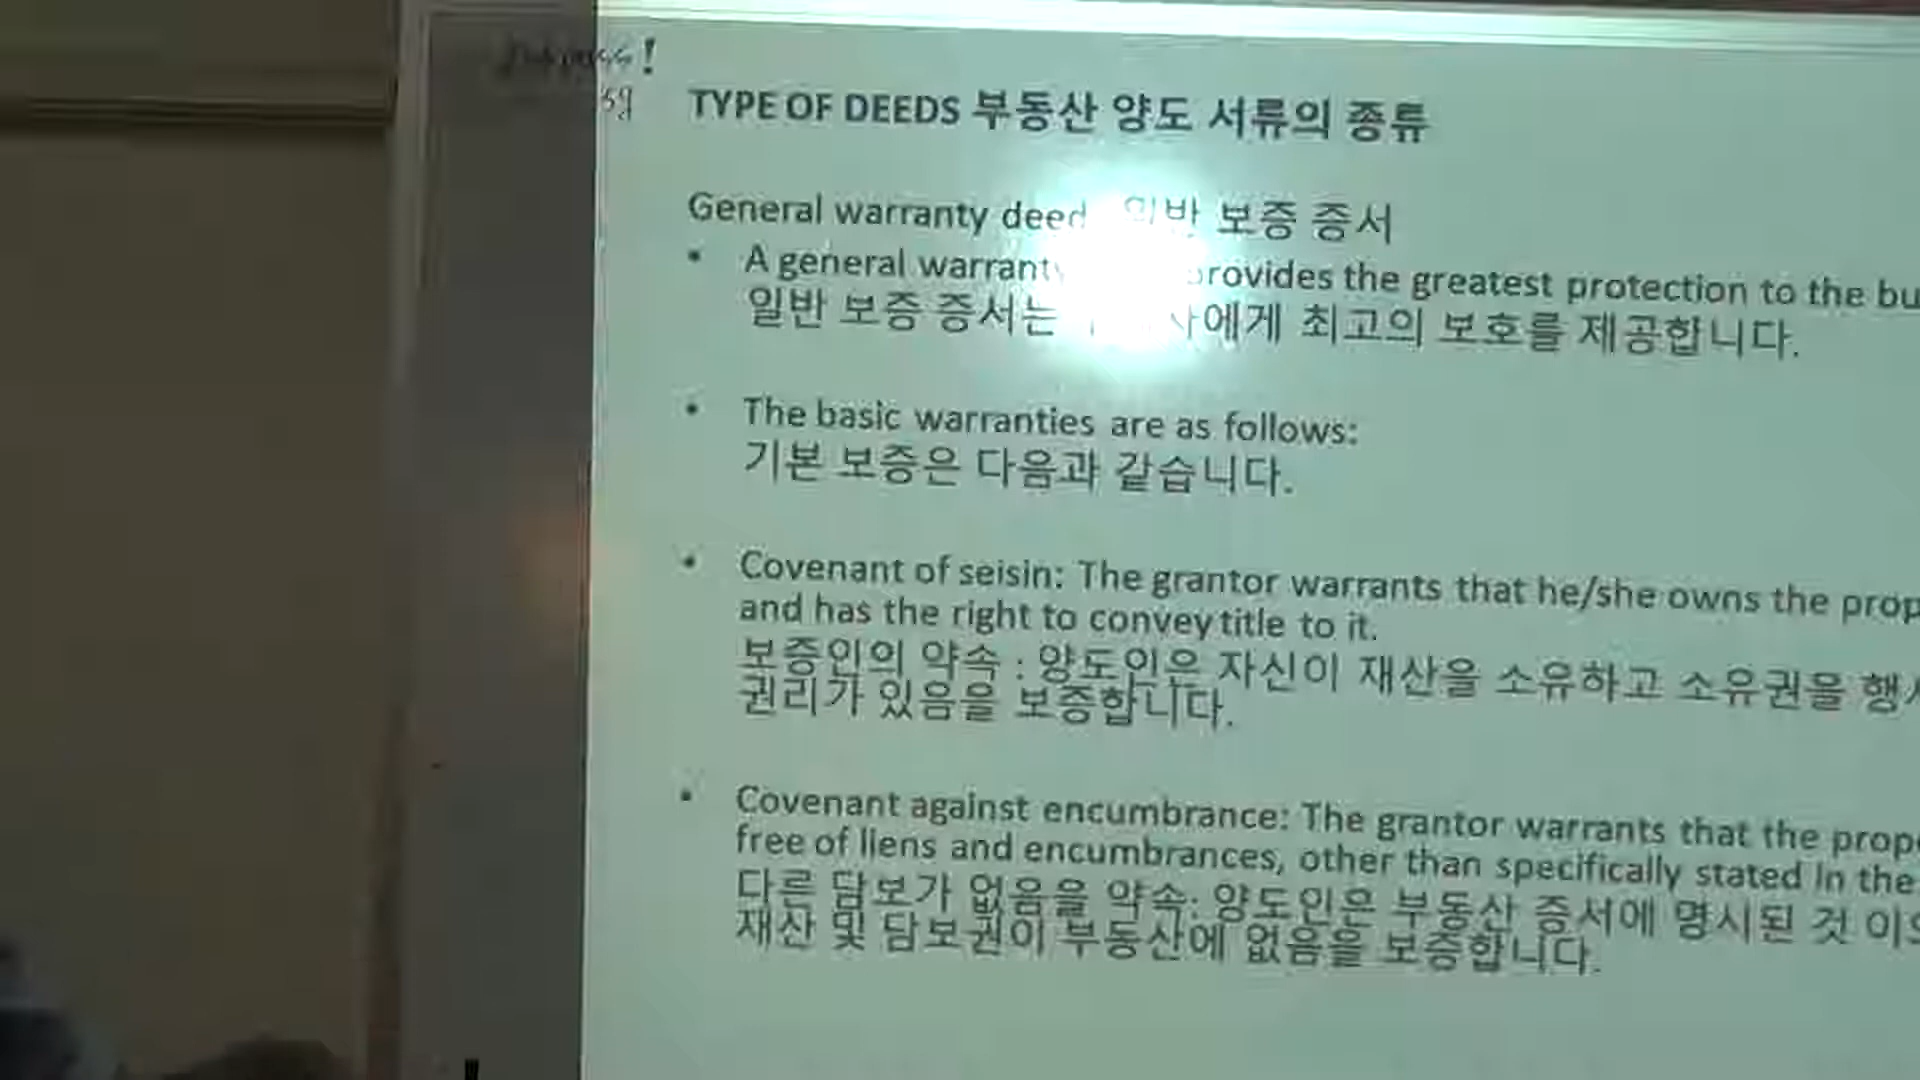 TYPE OF DEEDS 부동산 양도 서류의 종류
General warranty deed 일반 보증 증서
A general warranty provides the greatest protection to the
일반 보증 증서는 최고의 보호를 제공합니다.
The basic warranties are as follows:
기본 보증은 다음과 같습니다.
Covenant of seisin: The grantor warrants that he/she owns the
and has the right to convey title to it.
보증인의 약속 : 양도인은 자신이 재산을 소유하고 소유권을
권리가 있음을 보증합니다.
Covenant against encumbrance: The grantor warrants that the
free of liens and encumbrances, other than specifically stated in the
다른 담보가 없음을 약속: 양도인은 부동산 증서에 명시된 것
재산 및 담보권이 부동산에 없음을 보증합니다.